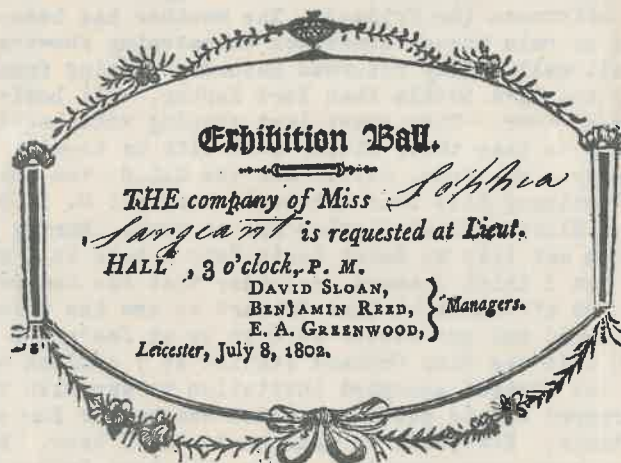 Exhibition Ball.
THE company of Miss Sophia
Sargeant is requested at Lieut.
HALL', 3 o'clock, P. M.
DAVID SLOAN,
BENJAMIN REED, } Managers.
E. A. GREENWOOD,
Leicester, July 8, 1802.